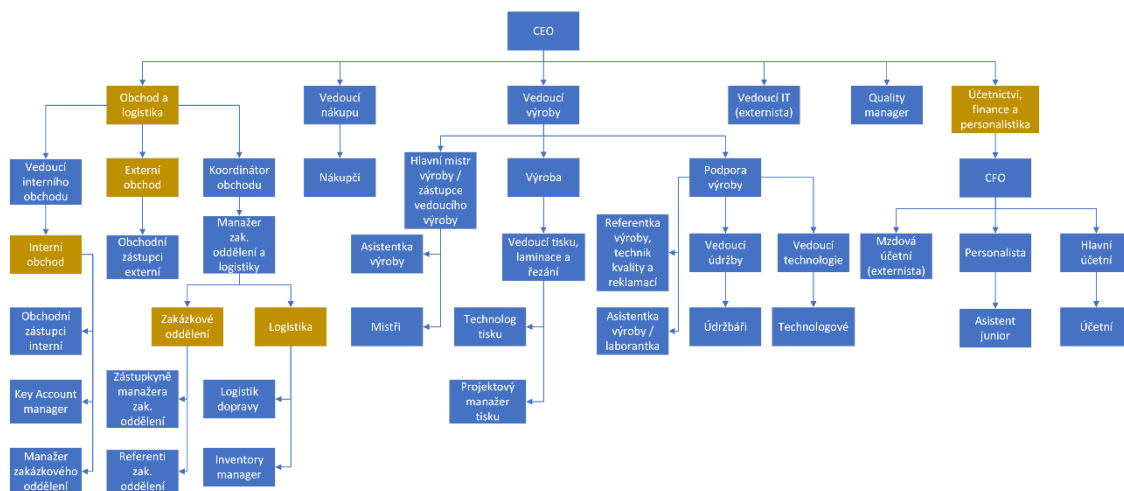 CEO
Obchod a
logistika
Vedoucí
nákupu
Vedoucí
výroby
Vedoucí IT
(externista)
Quality
manager
Účetnictví,
finance a
personalistika
Vedoucí
interního
obchodu
Externí
obchod
Koordinátor
obchodu
Nákupčí
Hlavní mistr
výroby /
zástupce
vedoucího
výroby
Výroba
Podpora
výroby
CFO
Interní
obchod
Obchodní
zástupci
externí
Manažer
zak.
oddělení a
logistiky
Asistentka
výroby
Vedoucí tisku,
laminace a
řezání
Referentka
výroby,
technik
kvality a
reklamací
Vedoucí
údržby
Vedoucí
technologie
Mzdová
účetní
(externista)
Personalista
Hlavní
účetní
Obchodní
zástupci
interní
Zakázkové
oddělení
Logistika
Mistři
Technolog
tisku
Asistentka
výroby /
laborantka
Údržbáři
Technologové
Asistent
junior
Účetní
Key Account
manager
Zástupkyně
manažera
zak.
oddělení
Logistik
dopravy
Projektový
manažer
tisku
Manažer
zakázkového
oddělení
Referenti
zak.
oddělení
Inventory
manager